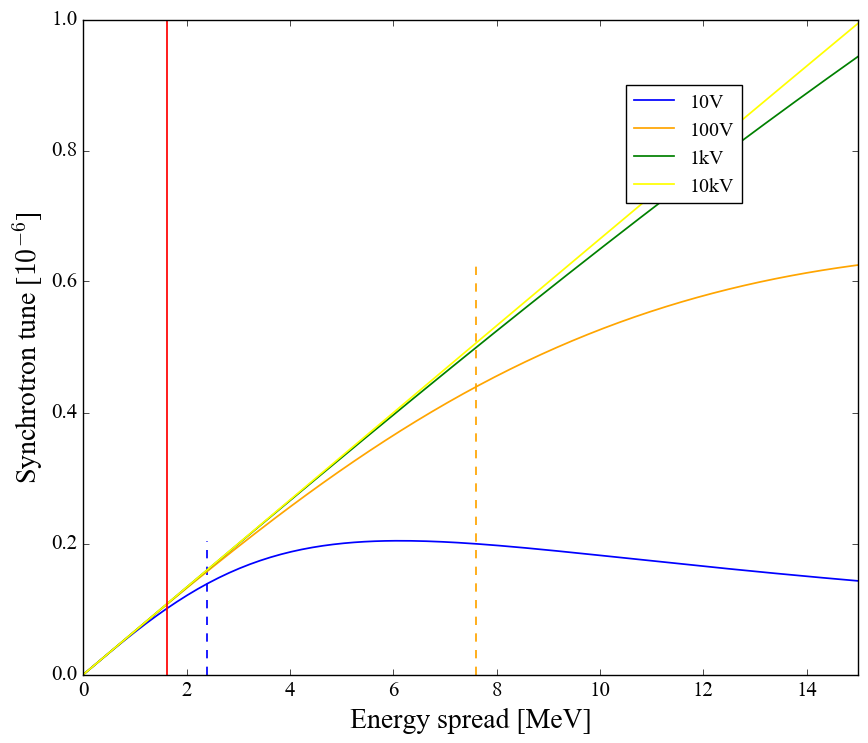 1.0
0.8
0.6
0.4
0.2
0.0
Synchrotron tune [10⁻⁶]
10V
100V
1kV
10kV
0 2 4 6 8 10 12 14
Energy spread [MeV]